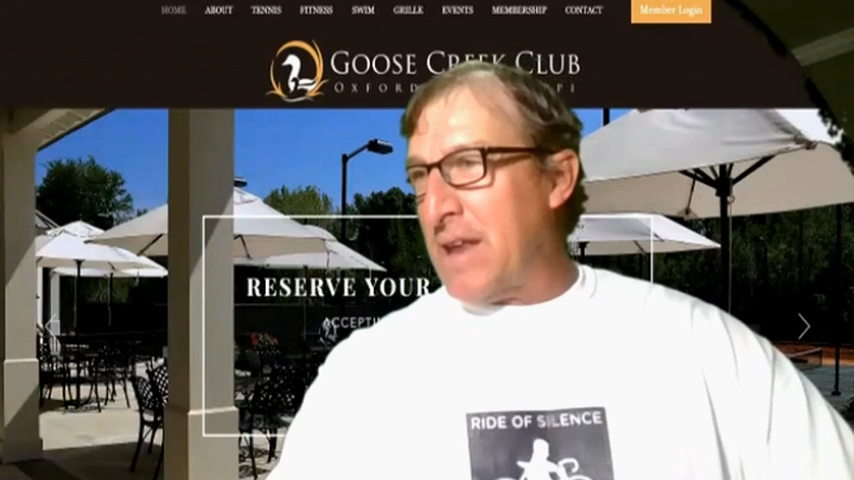 HOME ABOUT TENNIS FITNESS SWIM GRILLE EVENTS MEMBERSHIP CONTACT Member Login
GOOSE CREEK CLUB
OXFORD
RESERVE YOUR
RIDE OF SILENCE